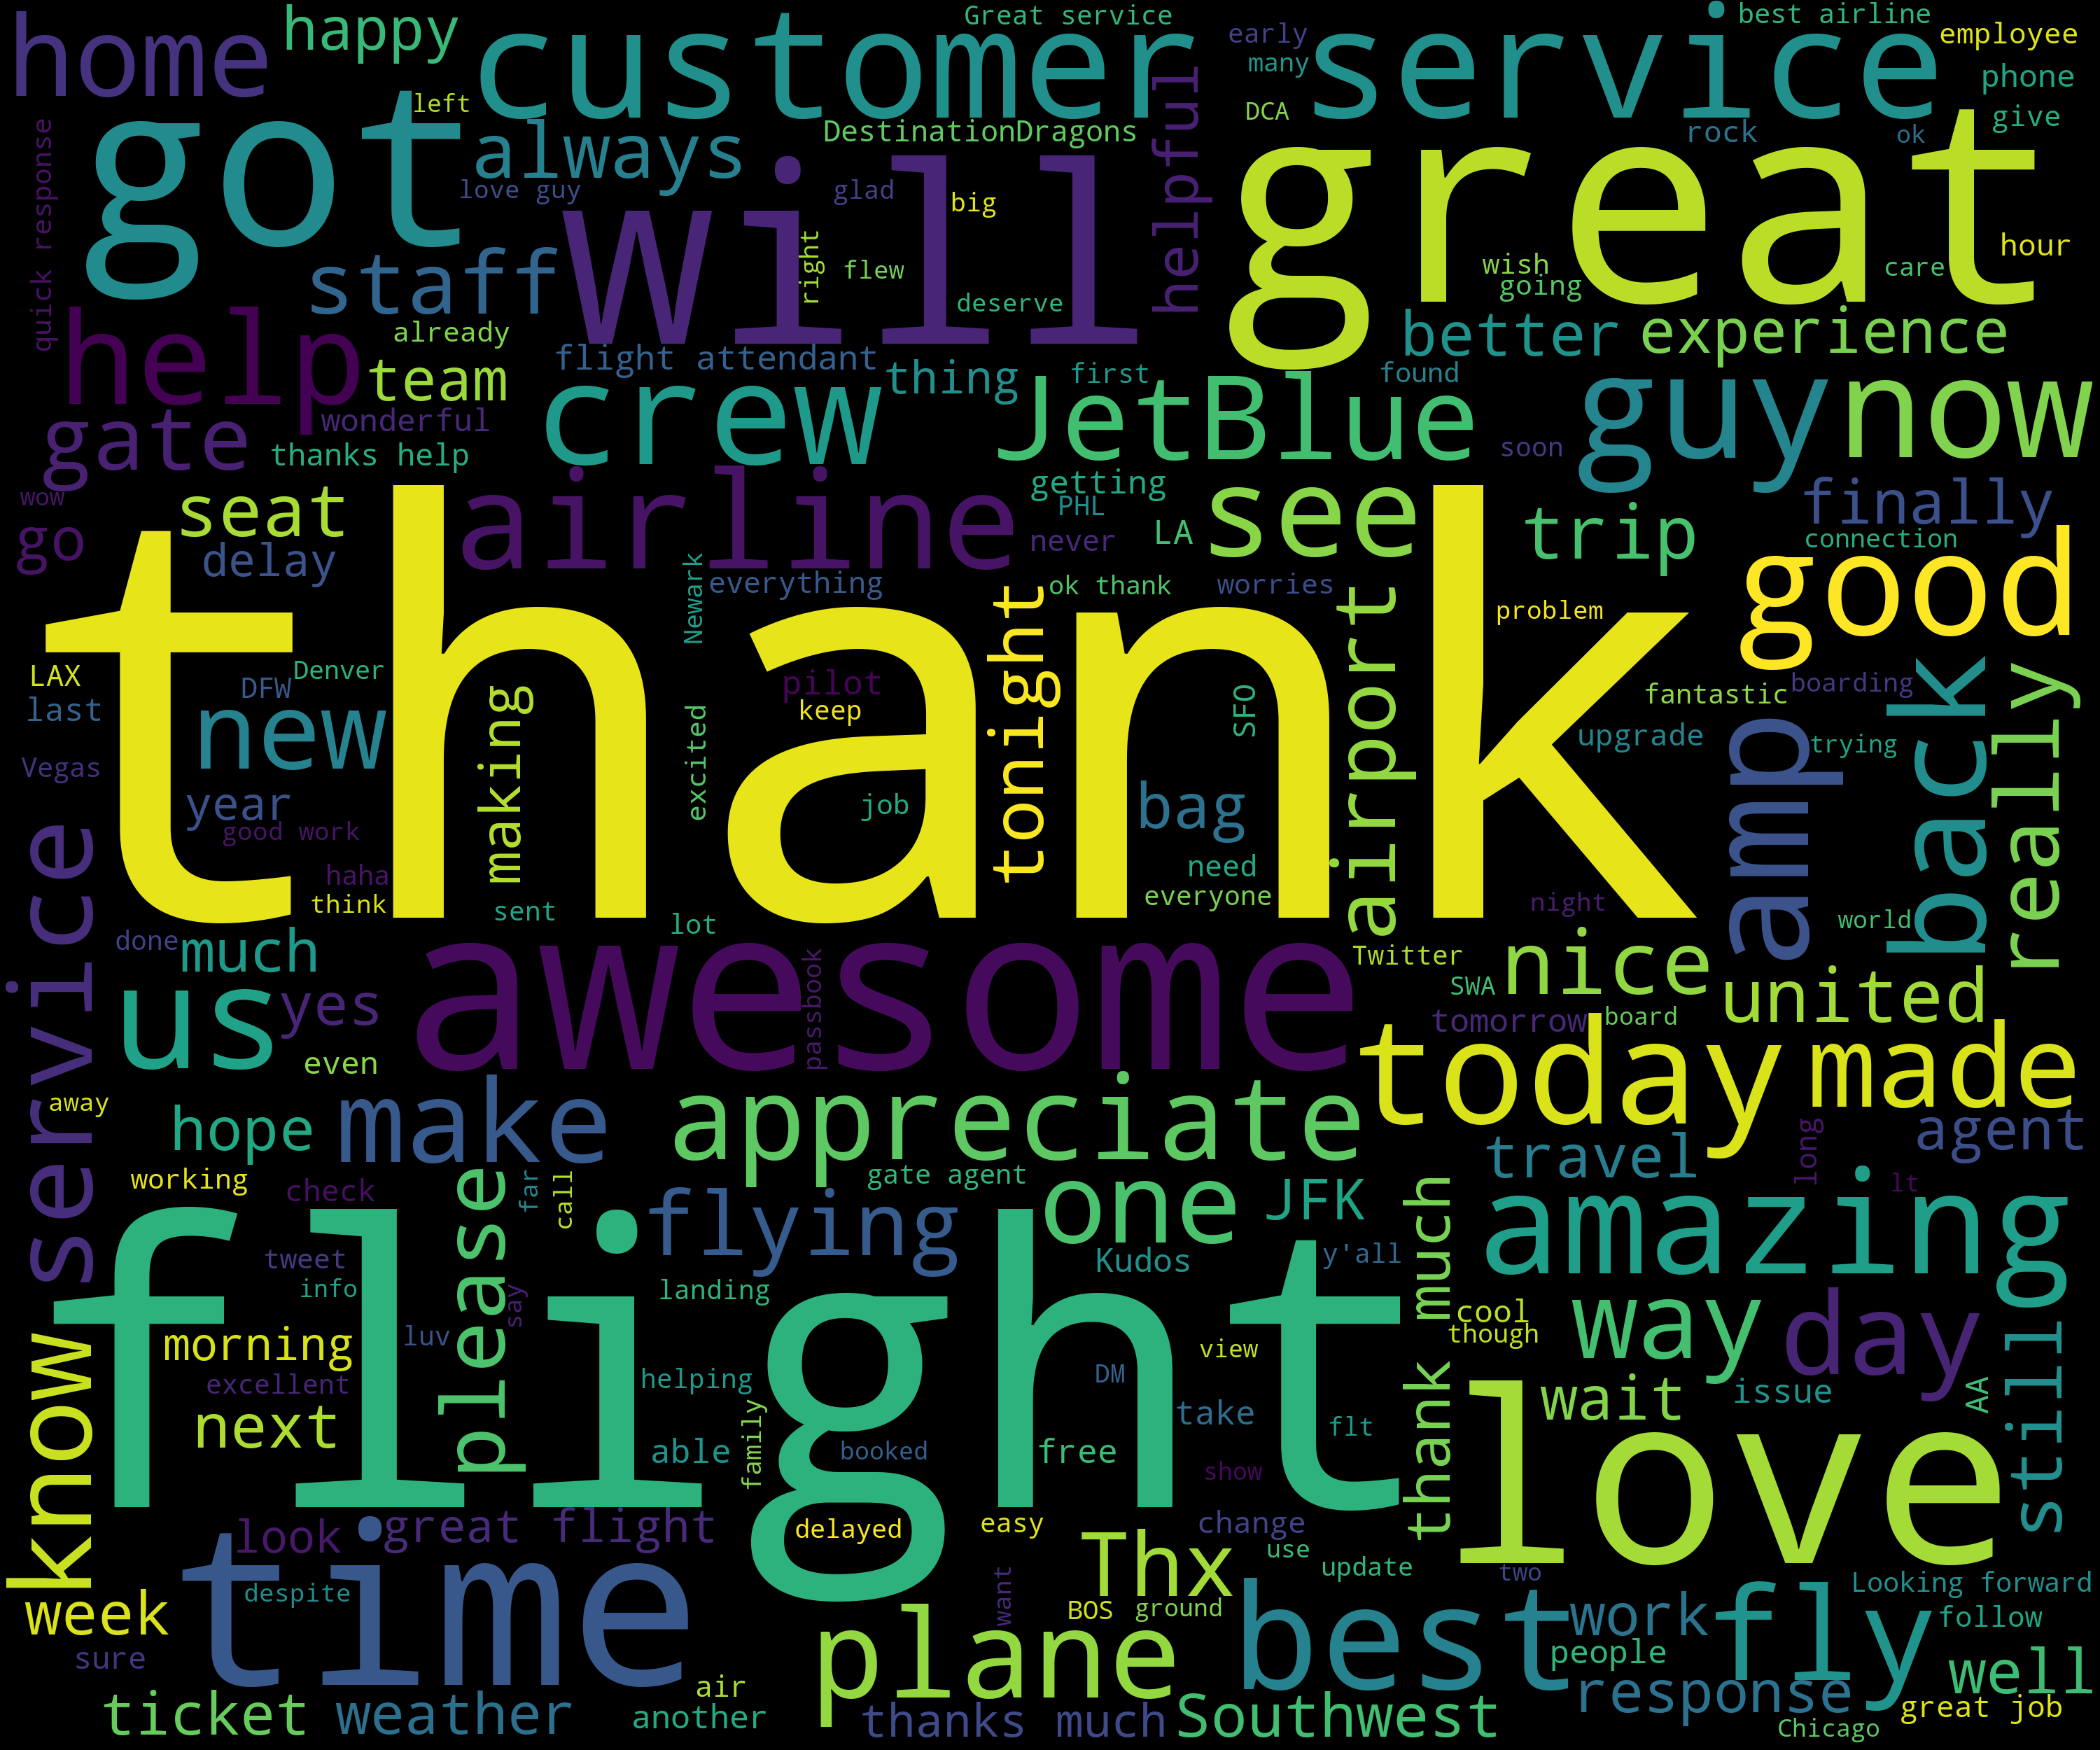 home
happy
customer
Great service
service
best airline
early
many
employee
phone
left
got
always
DestinationDragons
helpful
DCA
rock
ok
give
quick response
love guy
will
glad
big
great
staff
right
flew
deserve
wish
going
care
hour
help
already
team
flight attendant
crew
thing
first
JetBlue
found
better
experience
guy
now
gate
wonderful
thanks help
soon
wow
go
seat
airline
getting
PHL
see
LA
never
trip
finally
connection
delay
thank
everything
Newark
ok thank
worries
tonight
airport
problem
good
LAX
last
DFW
Denver
new
making
pilot
keep
excited
SFO
fantastic
boarding
upgrade
amp
trying
back
really
Vegas
year
good work
job
bag
haha
think
need
everyone
sent
lot
night
world
service
done
much
awesome
passbook
Twitter
SWA
nice
united
us
yes
even
tomorrow
board
today
made
away
hope
make
appreciate
agent
long
travel
working
check
please
far
call
gate agent
one
JFK
lt
amazing
flight
flying
tweet
info
say
landing
Kudos
y'all
thank much
cool
though
way
day
still
know
morning
luv
excellent
helping
view
DM
next
able
family
booked
take
free
flt
show
wait
issue
AA
love
look
great flight
delayed
easy
change
use
update
two
time
despite
want
Thx
BOS
ground
best
work
people
fly
Looking forward
follow
week
sure
plane
well
ticket
weather
air
another
thanks much
Southwest
response
great job
Chicago